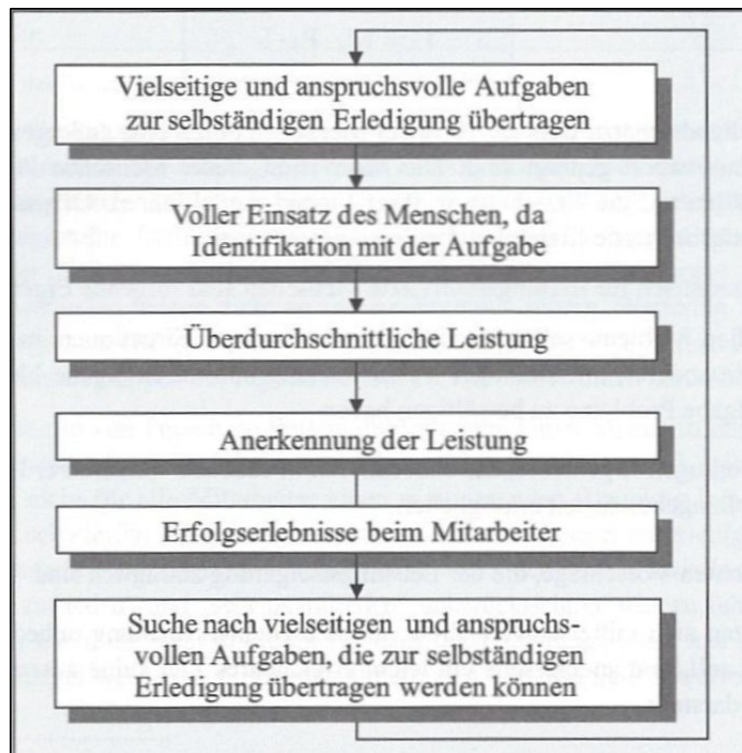 Vielseitige und anspruchsvolle Aufgaben
zur selbständigen Erledigung übertragen
Voller Einsatz des Menschen, da
Identifikation mit der Aufgabe
Überdurchschnittliche Leistung
Anerkennung der Leistung
Erfolgserlebnisse beim Mitarbeiter
Suche nach vielseitigen und anspruchs-
vollen Aufgaben, die zur selbständigen
Erledigung übertragen werden können